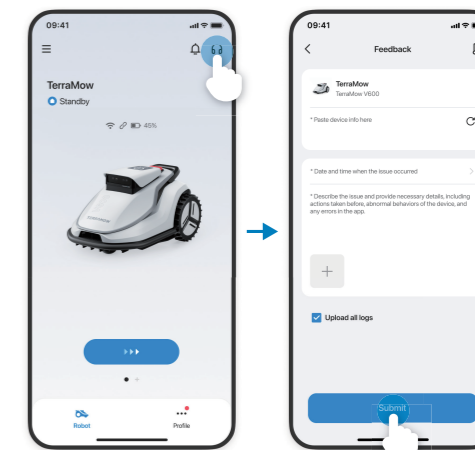 09:41
TerraMow
Standby
45%
Robot
Profile
09:41
Feedback
TerraMow
TerraMow V600
* Paste device info here
* Date and time when the issue occurred
* Describe the issue and provide necessary details, including
actions taken before, abnormal behaviors of the device, and
any errors in the app.
Upload all logs
Submit